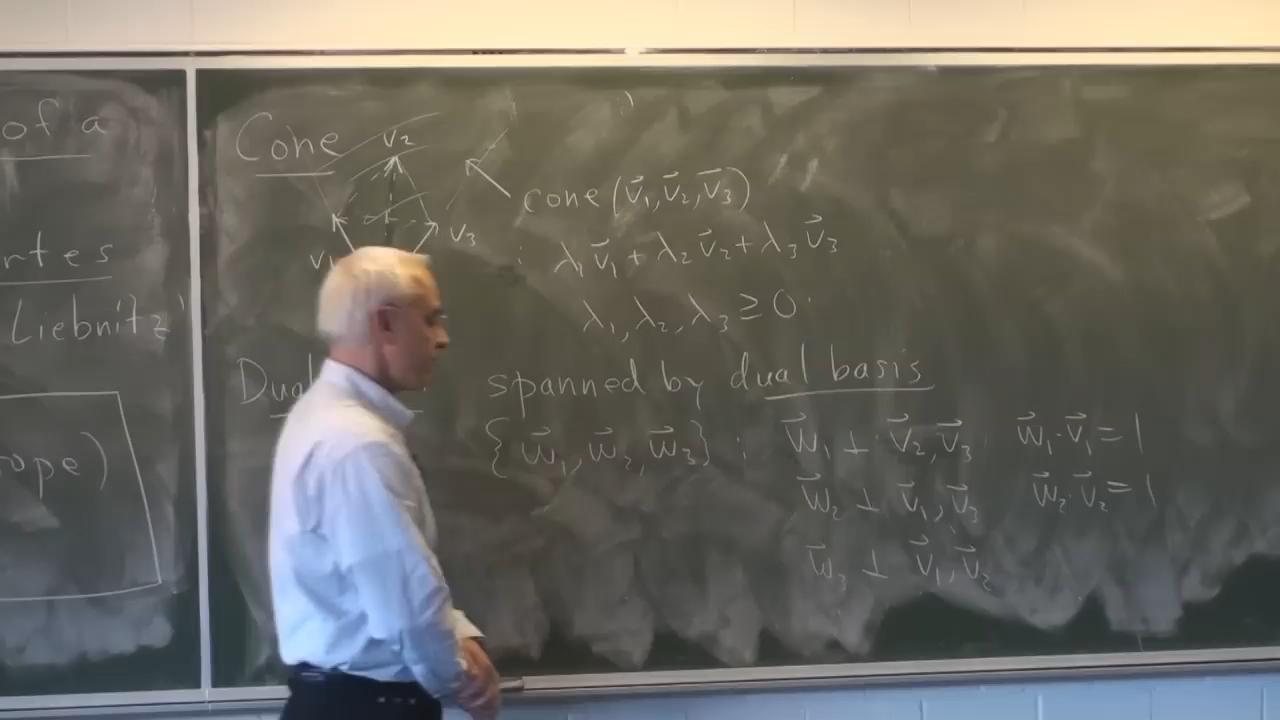 of a
rtes
Liebnitz
ope)
Cone
v₂
v₃
cone (v⃗₁, v⃗₂, v⃗₃)
: λ₁v⃗₁ + λ₂v⃗₂ + λ₃v⃗₃
λ₁, λ₂, λ₃ ≥ 0
Dual spanned by dual basis
{w⃗₁, w⃗₂, w⃗₃} : w⃗₁ ⊥ v⃗₂, v⃗₃ w⃗₁·v⃗₁ = 1
w⃗₂ ⊥ v⃗₁, v⃗₃ w⃗₂·v⃗₂ = 1
w⃗₃ ⊥ v⃗₁, v⃗₂